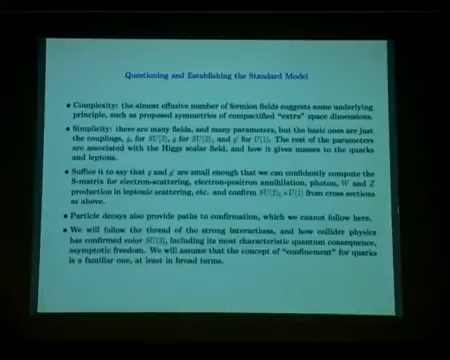 Questioning and Establishing the Standard Model
• Complexity: the almost effusive number of fermion fields suggests some underlying
principle, such as proposed symmetries of compactified "extra" space dimensions.
• Simplicity: there are many fields, and many parameters, but the basic ones are just
the couplings, gₛ for SU(3), g for SU(2), and g′ for U(1). The rest of the parameters
are associated with the Higgs scalar field, and how it gives masses to the quarks
and leptons.
• Suffice it to say that g and g′ are small enough that we can confidently compute the
S-matrix for electron-scattering, electron-positron annihilation, photon, W and Z
production in leptonic scattering, etc. and confirm SU(2)_L × U(1) from cross sections
as above.
• Particle decays also provide paths to confirmation, which we cannot follow here.
• We will follow the thread of the strong interactions, and how collider physics
has confirmed color SU(3), including its most characteristic quantum consequence,
asymptotic freedom. We will assume that the concept of "confinement" for quarks
is a familiar one, at least in broad terms.